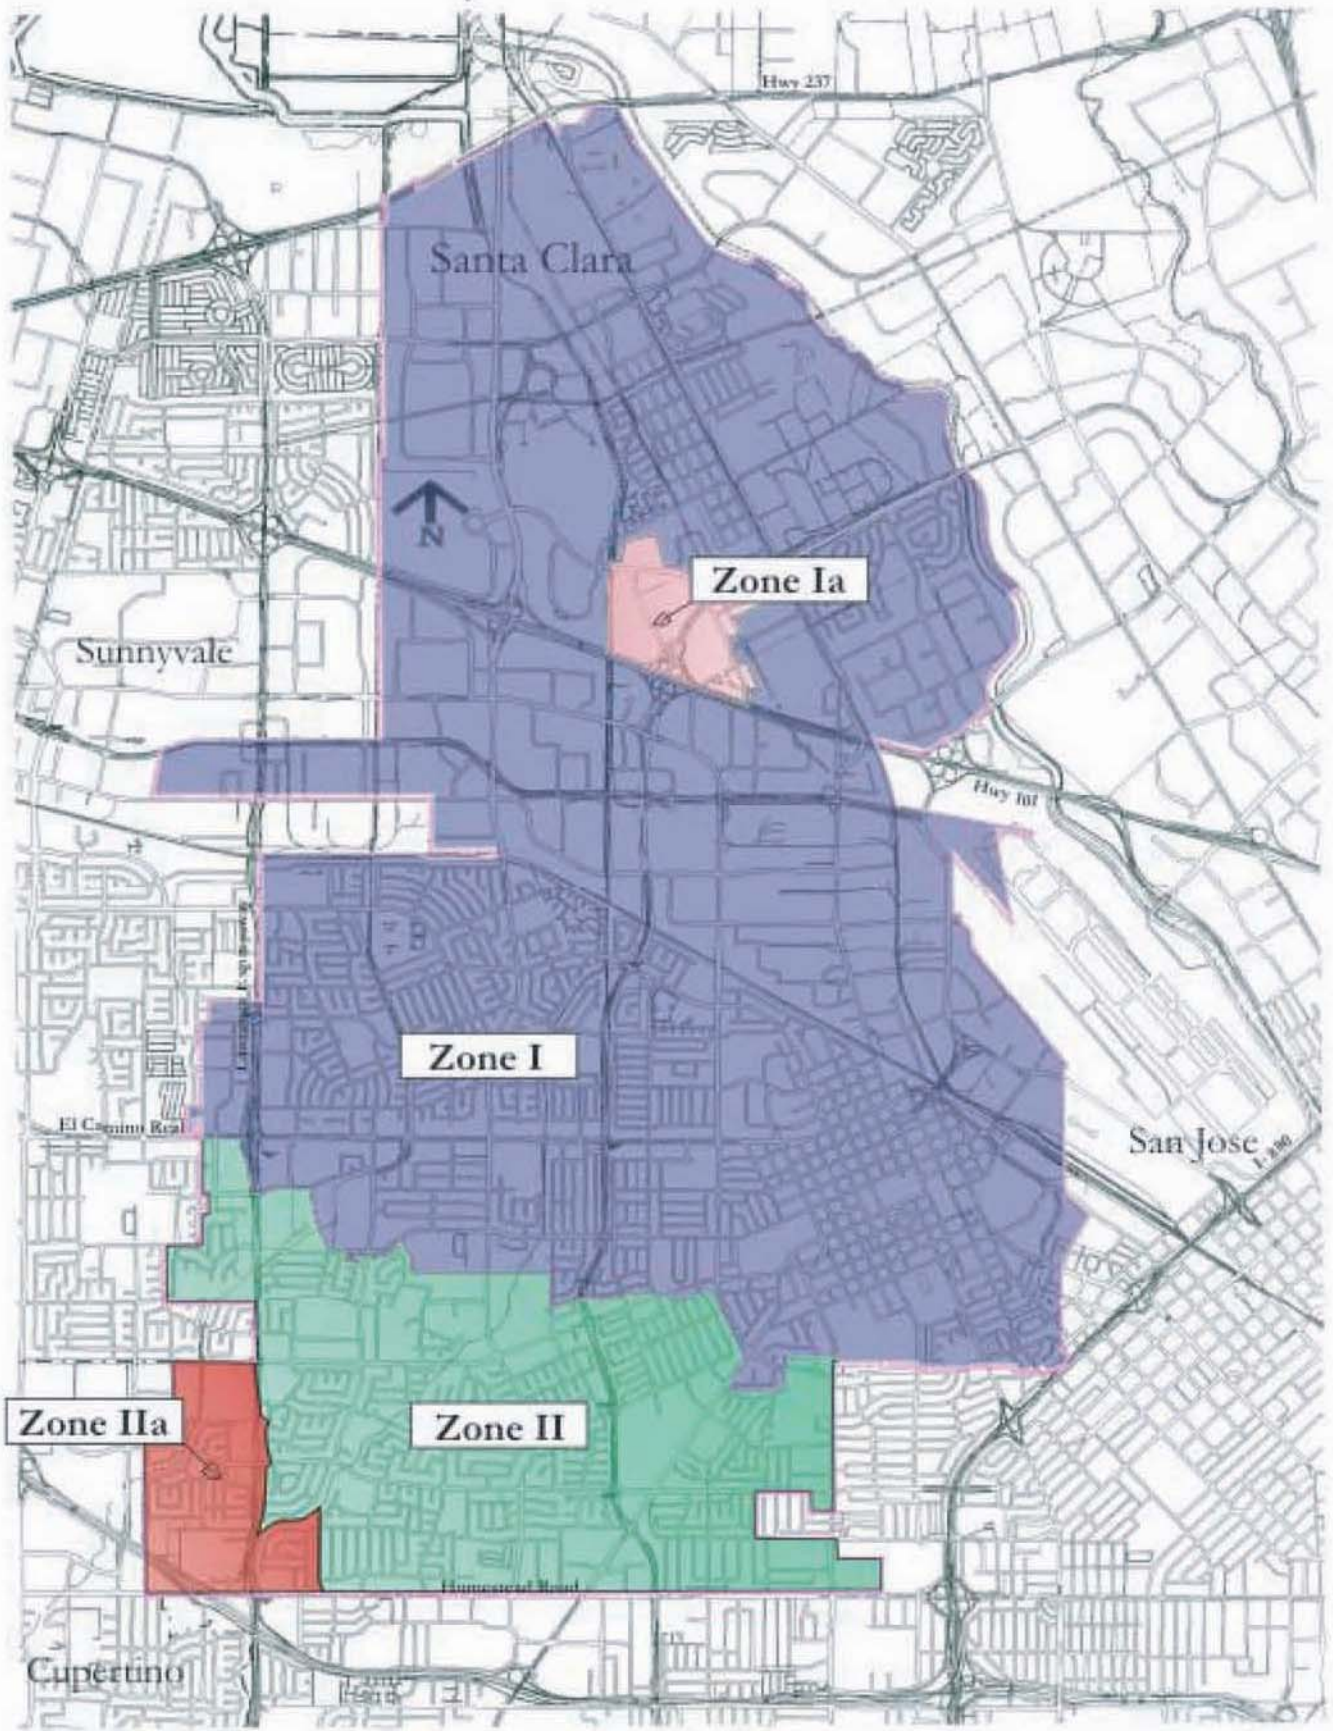 Hwy 237
Santa Clara
N
Zone Ia
Sunnyvale
Hwy 101
Zone I
El Camino Real
San Jose
Zone IIa
Zone II
Homestead Road
Cupertino